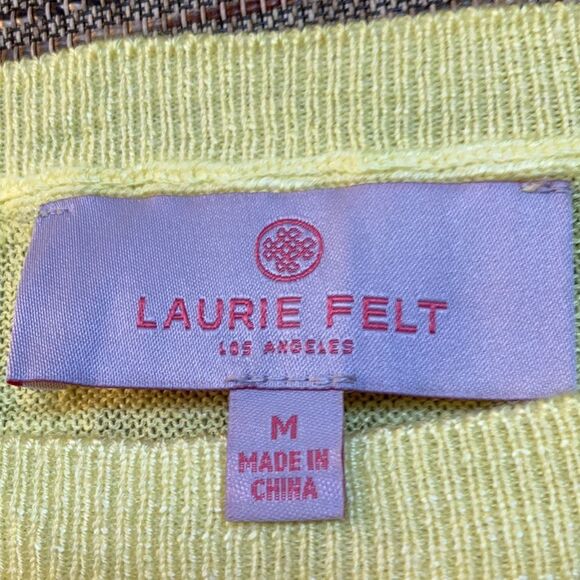 LAURIE FELT
LOS ANGELES
M
MADE IN
CHINA